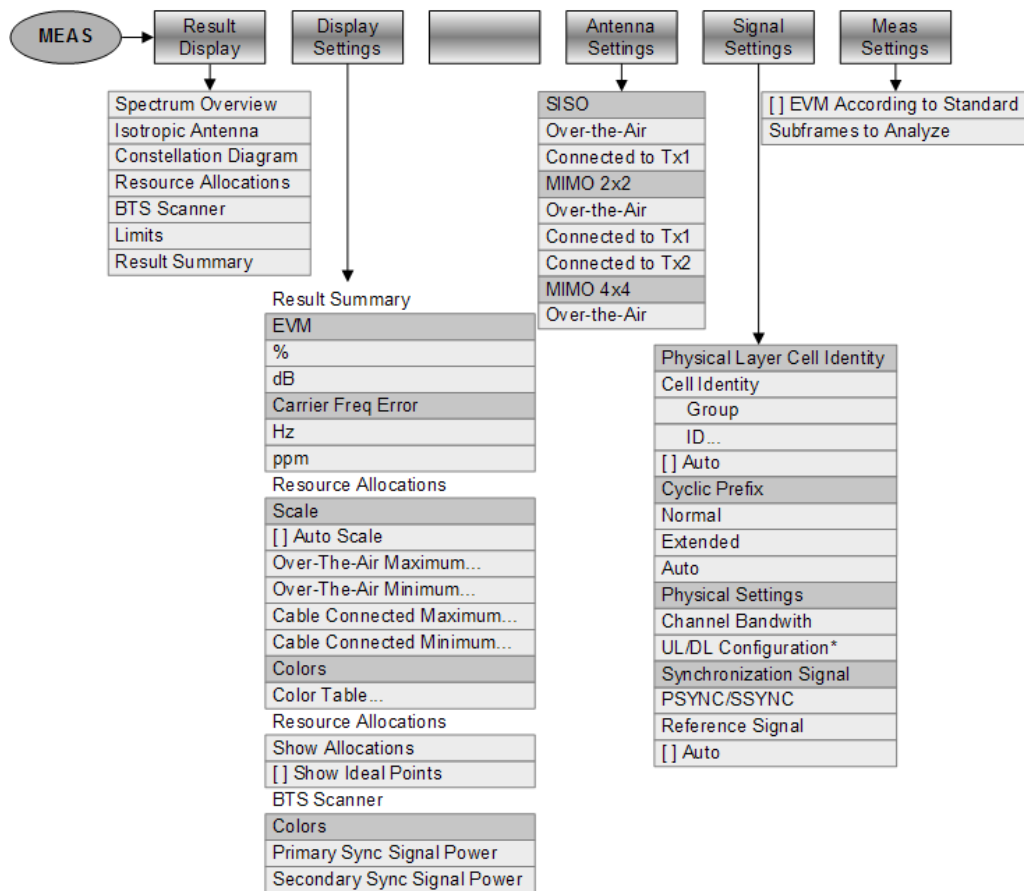 MEAS
Result
Display
Display
Settings
Antenna
Settings
Signal
Settings
Meas
Settings
Spectrum Overview
Isotropic Antenna
Constellation Diagram
Resource Allocations
BTS Scanner
Limits
Result Summary
Result Summary
EVM
%
dB
Carrier Freq Error
Hz
ppm
Resource Allocations
Scale
[ ] Auto Scale
Over-The-Air Maximum...
Over-The-Air Minimum...
Cable Connected Maximum...
Cable Connected Minimum...
Colors
Color Table...
Resource Allocations
Show Allocations
[ ] Show Ideal Points
BTS Scanner
Colors
Primary Sync Signal Power
Secondary Sync Signal Power
SISO
Over-the-Air
Connected to Tx1
MIMO 2x2
Over-the-Air
Connected to Tx1
Connected to Tx2
MIMO 4x4
Over-the-Air
Physical Layer Cell Identity
Cell Identity
Group
ID...
[ ] Auto
Cyclic Prefix
Normal
Extended
Auto
Physical Settings
Channel Bandwith
UL/DL Configuration*
Synchronization Signal
PSYNC/SSYNC
Reference Signal
[ ] Auto
[ ] EVM According to Standard
Subframes to Analyze